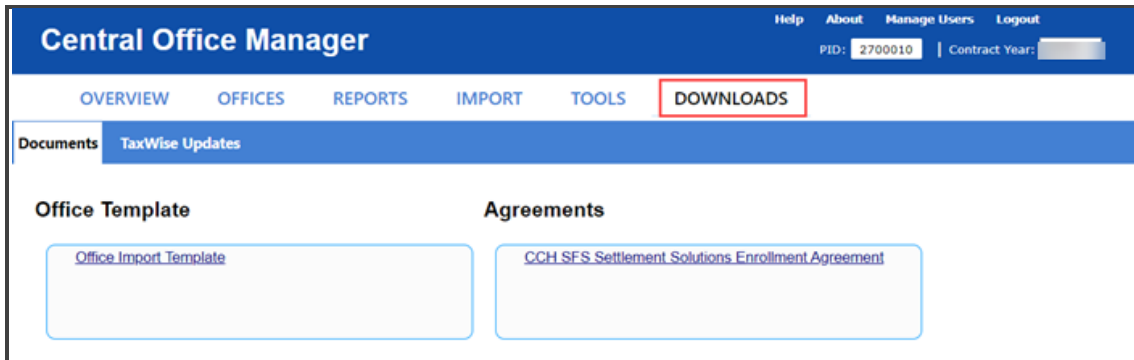 Help About Manage Users Logout
Central Office Manager
PID: 2700010 | Contract Year:
OVERVIEW OFFICES REPORTS IMPORT TOOLS DOWNLOADS
Documents TaxWise Updates
Office Template Agreements
Office Import Template CCH SFS Settlement Solutions Enrollment Agreement